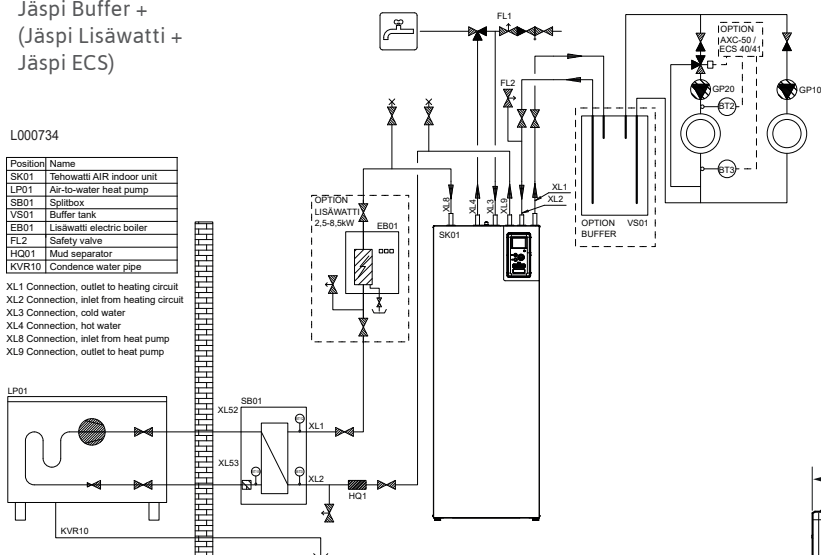 Jäspi Buffer +
(Jäspi Lisäwatti +
Jäspi ECS)
L000734
Position Name
SK01 Tehowatti AIR indoor unit
LP01 Air-to-water heat pump
SB01 Splitbox
VS01 Buffer tank
EB01 Lisäwatti electric boiler
FL2 Safety valve
HQ01 Mud separator
KVR10 Condence water pipe
XL1 Connection, outlet to heating circuit
XL2 Connection, inlet from heating circuit
XL3 Connection, cold water
XL4 Connection, hot water
XL8 Connection, inlet from heat pump
XL9 Connection, outlet to heat pump
FL1
FL2
OPTION
AXC-50 /
ECS 40/41
GP20
GP10
BT2
BT3
XL1
XL2
OPTION
BUFFER
VS01
OPTION
LISÄWATTI
2,5-8,5kW
EB01
XL8
XL4
XL3
XL9
SK01
LP01
XL52
SB01
XL1
XL53
XL2
HQ1
KVR10